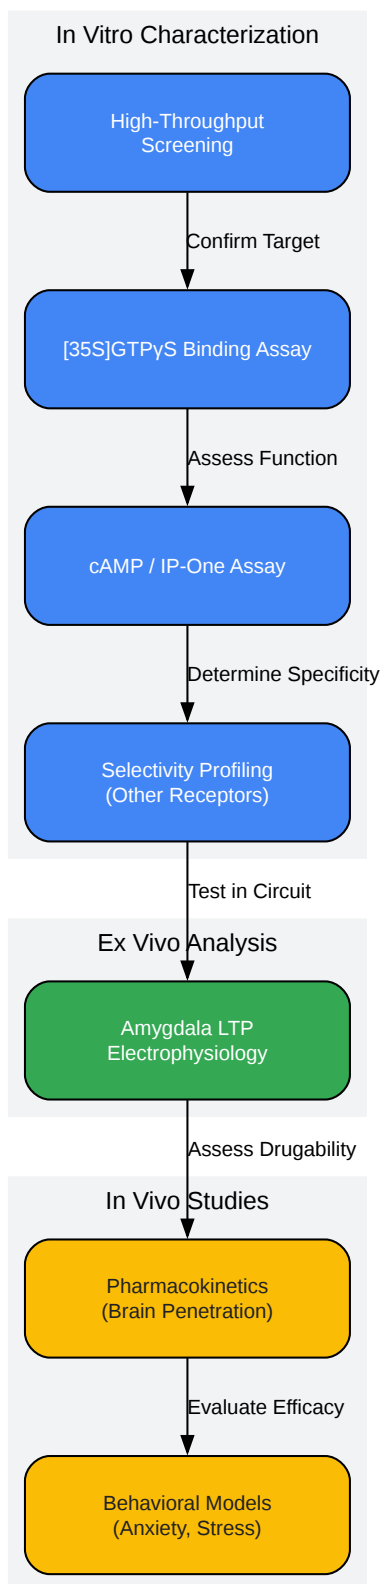 In Vitro Characterization
High-Throughput
Screening
Confirm Target
[35S]GTPγS Binding Assay
Assess Function
cAMP / IP-One Assay
Determine Specificity
Selectivity Profiling
(Other Receptors)
Test in Circuit
Ex Vivo Analysis
Amygdala LTP
Electrophysiology
Assess Drugability
In Vivo Studies
Pharmacokinetics
(Brain Penetration)
Evaluate Efficacy
Behavioral Models
(Anxiety, Stress)